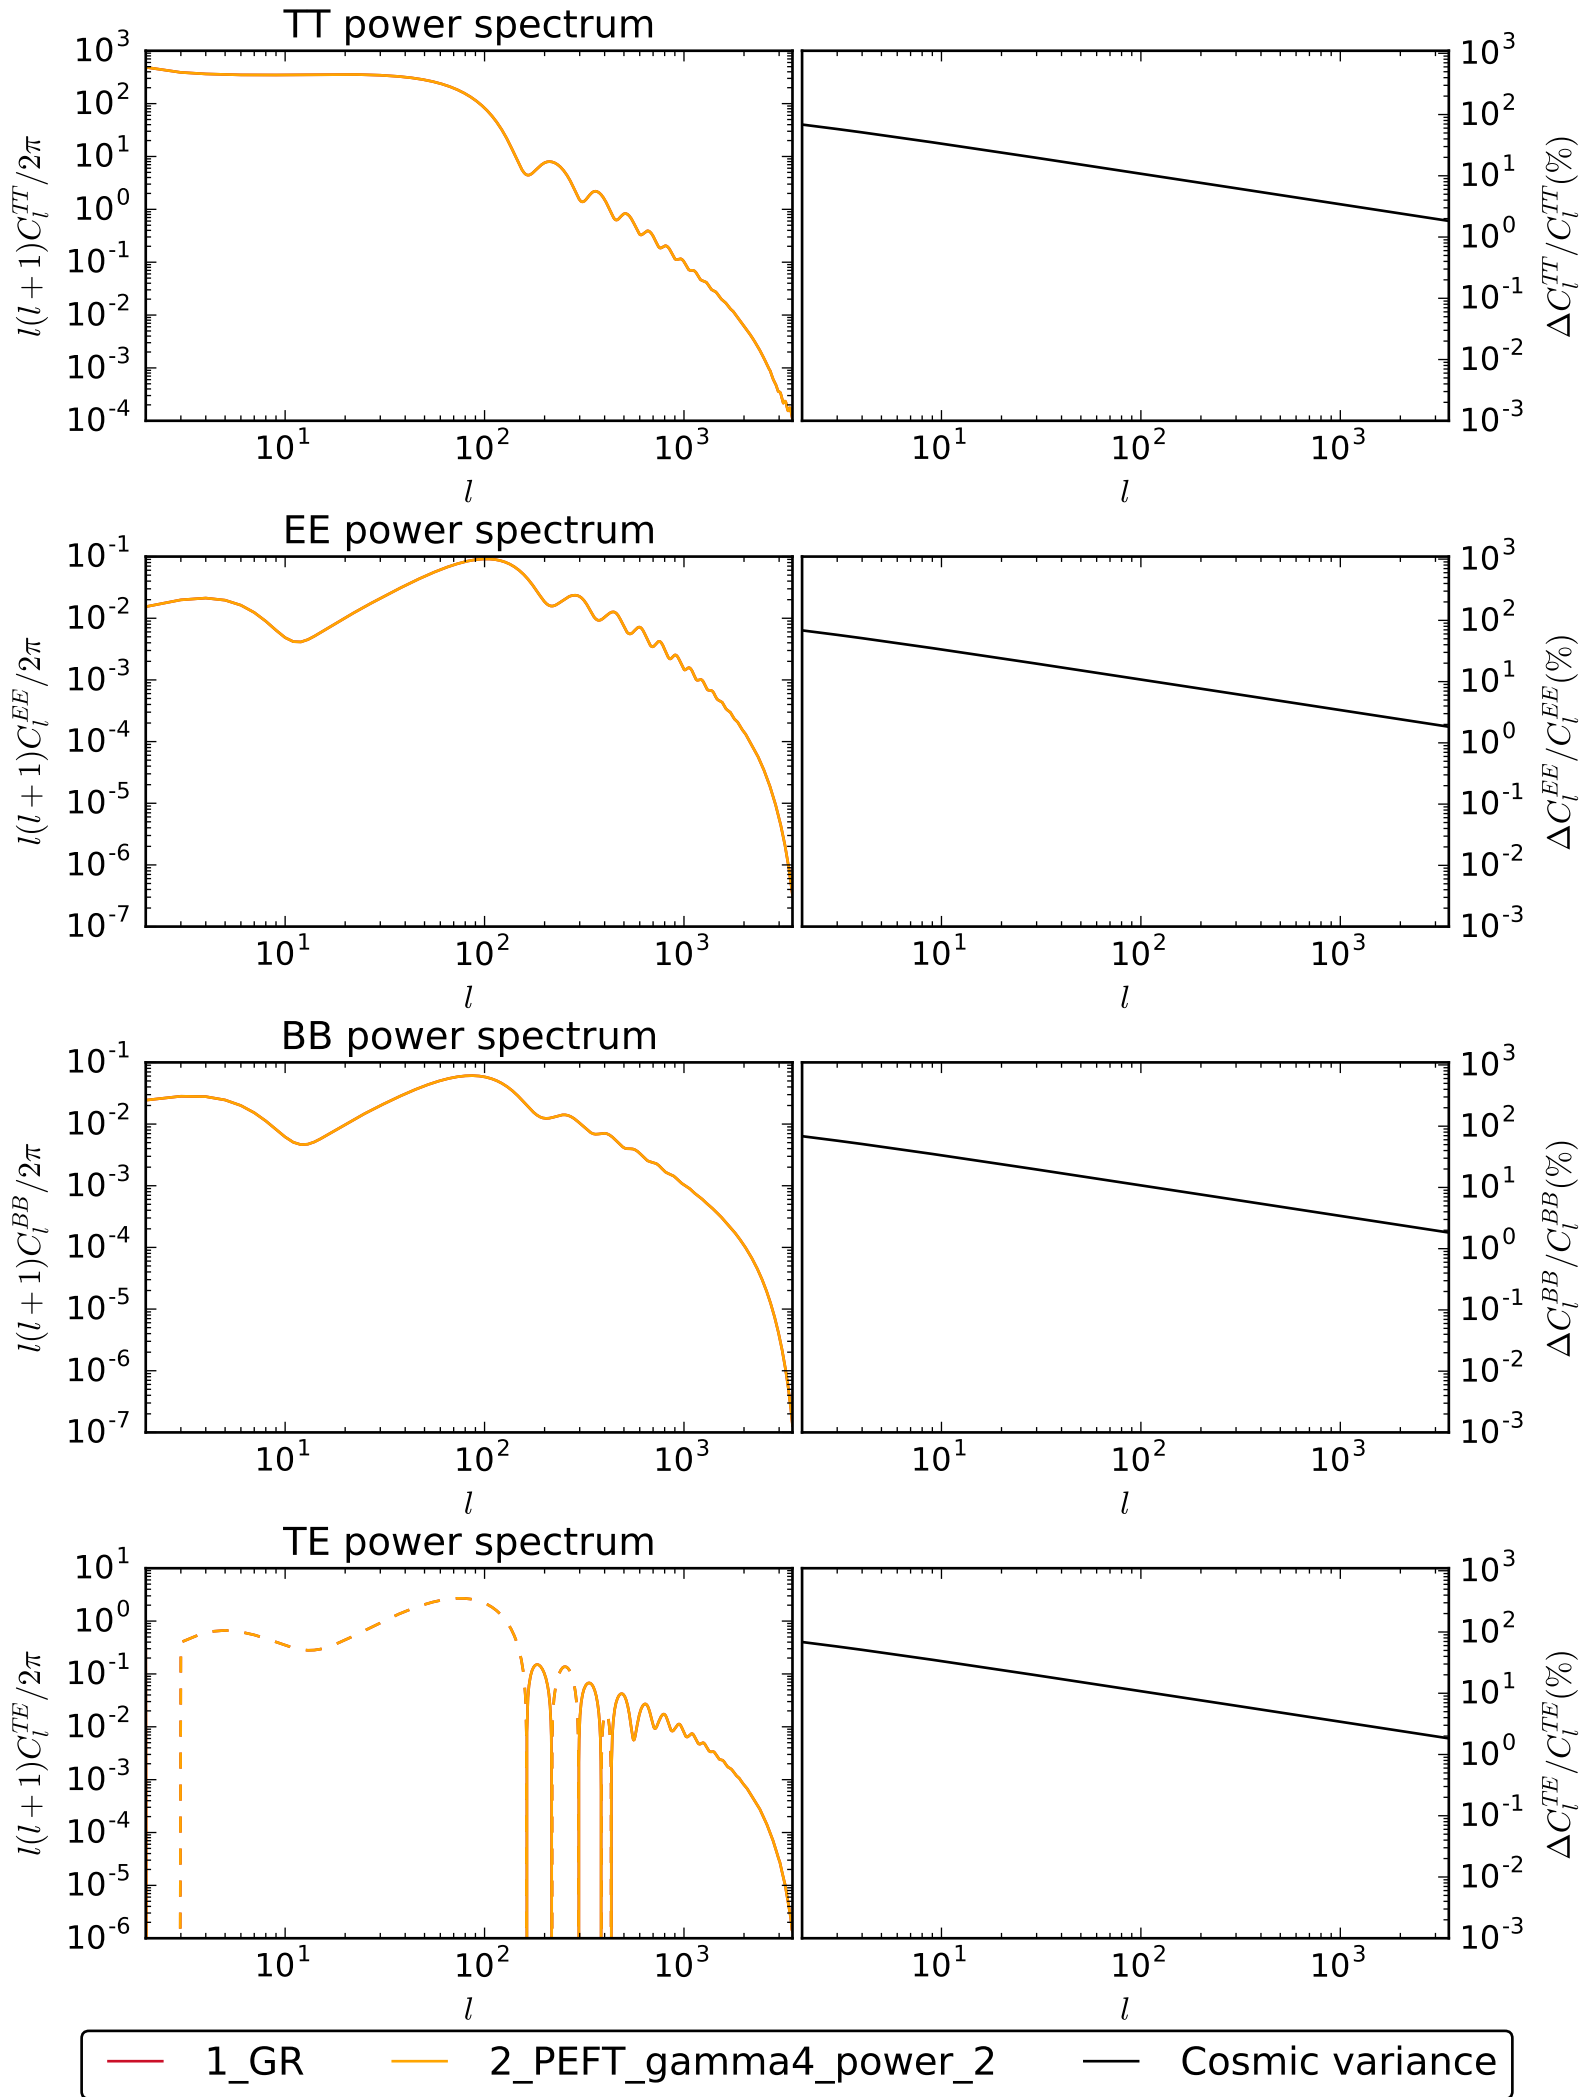 TT power spectrum
l(l + 1)C_l^{TT}/2π
10^3
10^2
10^1
10^0
10^-1
10^-2
10^-3
10^-4
10^1 10^2 10^3
l
10^1 10^2 10^3
l
10^3
10^2
10^1
10^0
10^-1
10^-2
10^-3
ΔC_l^{TT}/C_l^{TT}(%)
EE power spectrum
l(l + 1)C_l^{EE}/2π
10^-1
10^-2
10^-3
10^-4
10^-5
10^-6
10^-7
10^1 10^2 10^3
l
10^1 10^2 10^3
l
10^3
10^2
10^1
10^0
10^-1
10^-2
10^-3
ΔC_l^{EE}/C_l^{EE}(%)
BB power spectrum
l(l + 1)C_l^{BB}/2π
10^-1
10^-2
10^-3
10^-4
10^-5
10^-6
10^-7
10^1 10^2 10^3
l
10^1 10^2 10^3
l
10^3
10^2
10^1
10^0
10^-1
10^-2
10^-3
ΔC_l^{BB}/C_l^{BB}(%)
TE power spectrum
l(l + 1)C_l^{TE}/2π
10^1
10^0
10^-1
10^-2
10^-3
10^-4
10^-5
10^-6
10^1 10^2 10^3
l
10^1 10^2 10^3
l
10^3
10^2
10^1
10^0
10^-1
10^-2
10^-3
ΔC_l^{TE}/C_l^{TE}(%)
1_GR 2_PEFT_gamma4_power_2 Cosmic variance